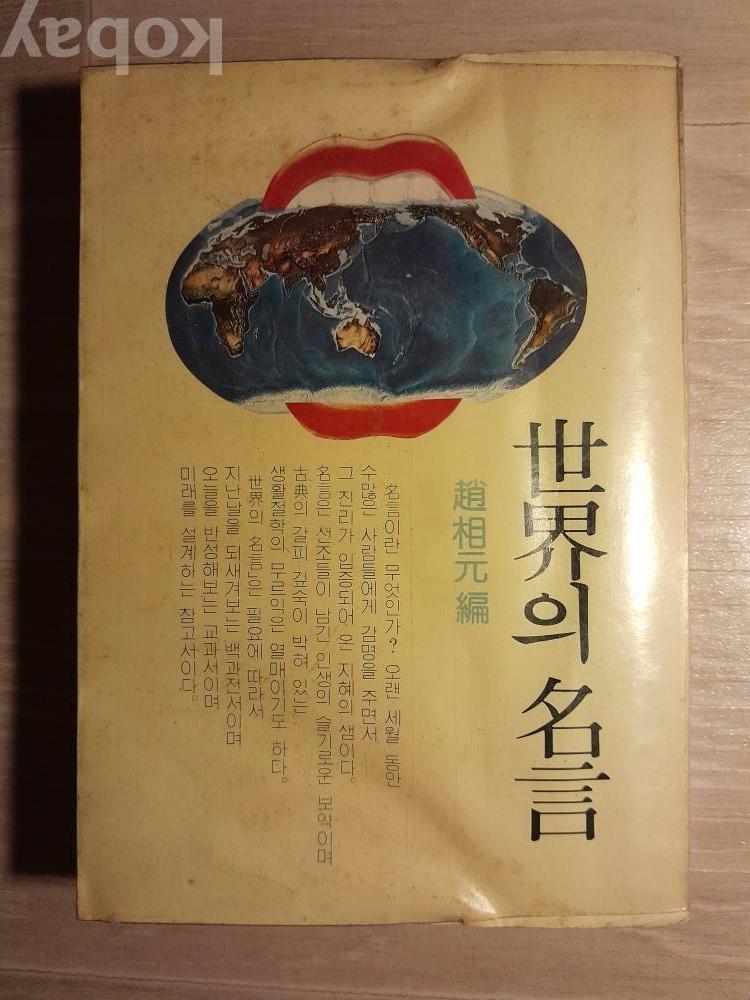 kobay
世界의 名言
趙相元 編
名言이란 무엇인가? 오랜 세월 동안
수많은 사람들에게 감명을 주면서
그 진리가 입증되어 온 지혜의 샘이다.
名言은 선조들이 남긴 인생의 슬기로운 보약이며
古典의 갈피 깊숙이 박혀 있는
생활철학의 무르익은 열매이기도 하다.
「世界의 名言」은 필요에 따라서
지난날을 되새겨보는 백과전서이며
오늘을 반성해보는 교과서이며
미래를 설계하는 참고서이다.